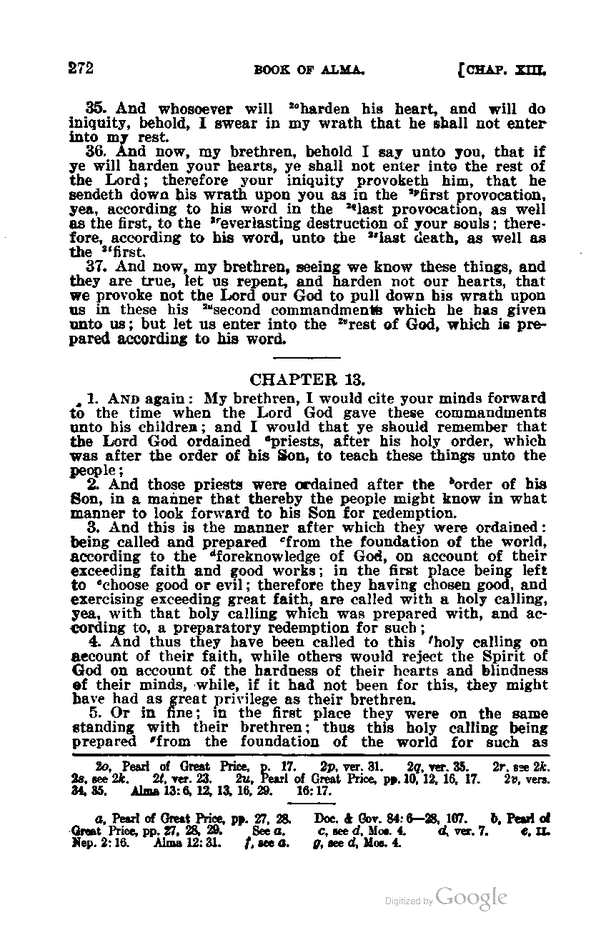 272 BOOK OF ALMA. [CHAP. XIII.
35. And whosoever will ²ᵒharden his heart, and will do
iniquity, behold, I swear in my wrath that he shall not enter
into my rest.
36. And now, my brethren, behold I say unto you, that if
ye will harden your hearts, ye shall not enter into the rest of
the Lord; therefore your iniquity provoketh him, that he
sendeth down his wrath upon you as in the ²ᵖfirst provocation,
yea, according to his word in the ²𐞥last provocation, as well
as the first, to the ²ʳeverlasting destruction of your souls: there-
fore, according to his word, unto the ²ˢlast death, as well as
the ²ᵗfirst.
37. And now, my brethren, seeing we know these things, and
they are true, let us repent, and harden not our hearts, that
we provoke not the Lord our God to pull down his wrath upon
us in these his ²ᵘsecond commandments which he has given
unto us; but let us enter into the ²ᵛrest of God, which is pre-
pared according to his word.
CHAPTER 13.
1. AND again: My brethren, I would cite your minds forward
to the time when the Lord God gave these commandments
unto his children; and I would that ye should remember that
the Lord God ordained ᵃpriests, after his holy order, which
was after the order of his Son, to teach these things unto the
people;
2. And those priests were ordained after the ᵇorder of his
Son, in a manner that thereby the people might know in what
manner to look forward to his Son for redemption.
3. And this is the manner after which they were ordained:
being called and prepared ᶜfrom the foundation of the world,
according to the ᵈforeknowledge of God, on account of their
exceeding faith and good works; in the first place being left
to ᵉchoose good or evil; therefore they having chosen good, and
exercising exceeding great faith, are called with a holy calling,
yea, with that holy calling which was prepared with, and ac-
cording to, a preparatory redemption for such;
4. And thus they have been called to this ᶠholy calling on
account of their faith, while others would reject the Spirit of
God on account of the hardness of their hearts and blindness
of their minds, while, if it had not been for this, they might
have had as great privilege as their brethren.
5. Or in fine; in the first place they were on the same
standing with their brethren; thus this holy calling being
prepared ᵍfrom the foundation of the world for such as
2o, Pearl of Great Price, p. 17. 2p, ver. 31. 2q, ver. 35. 2r, see 2k.
2s, see 2k. 2t, ver. 23. 2u, Pearl of Great Price, pp. 10, 12, 16, 17. 2v, vers.
34, 35. Alma 13: 6, 12, 13, 16, 29. 16: 17.
a, Pearl of Great Price, pp. 27, 28. Doc. & Cov. 84: 6—28, 107. b, Pearl of
Great Price, pp. 27, 28, 29. See a. c, see d, Mos. 4. d, ver. 7. e, II.
Nep. 2: 16. Alma 12: 31. f, see a. g, see d, Mos. 4.
Digitized by Google